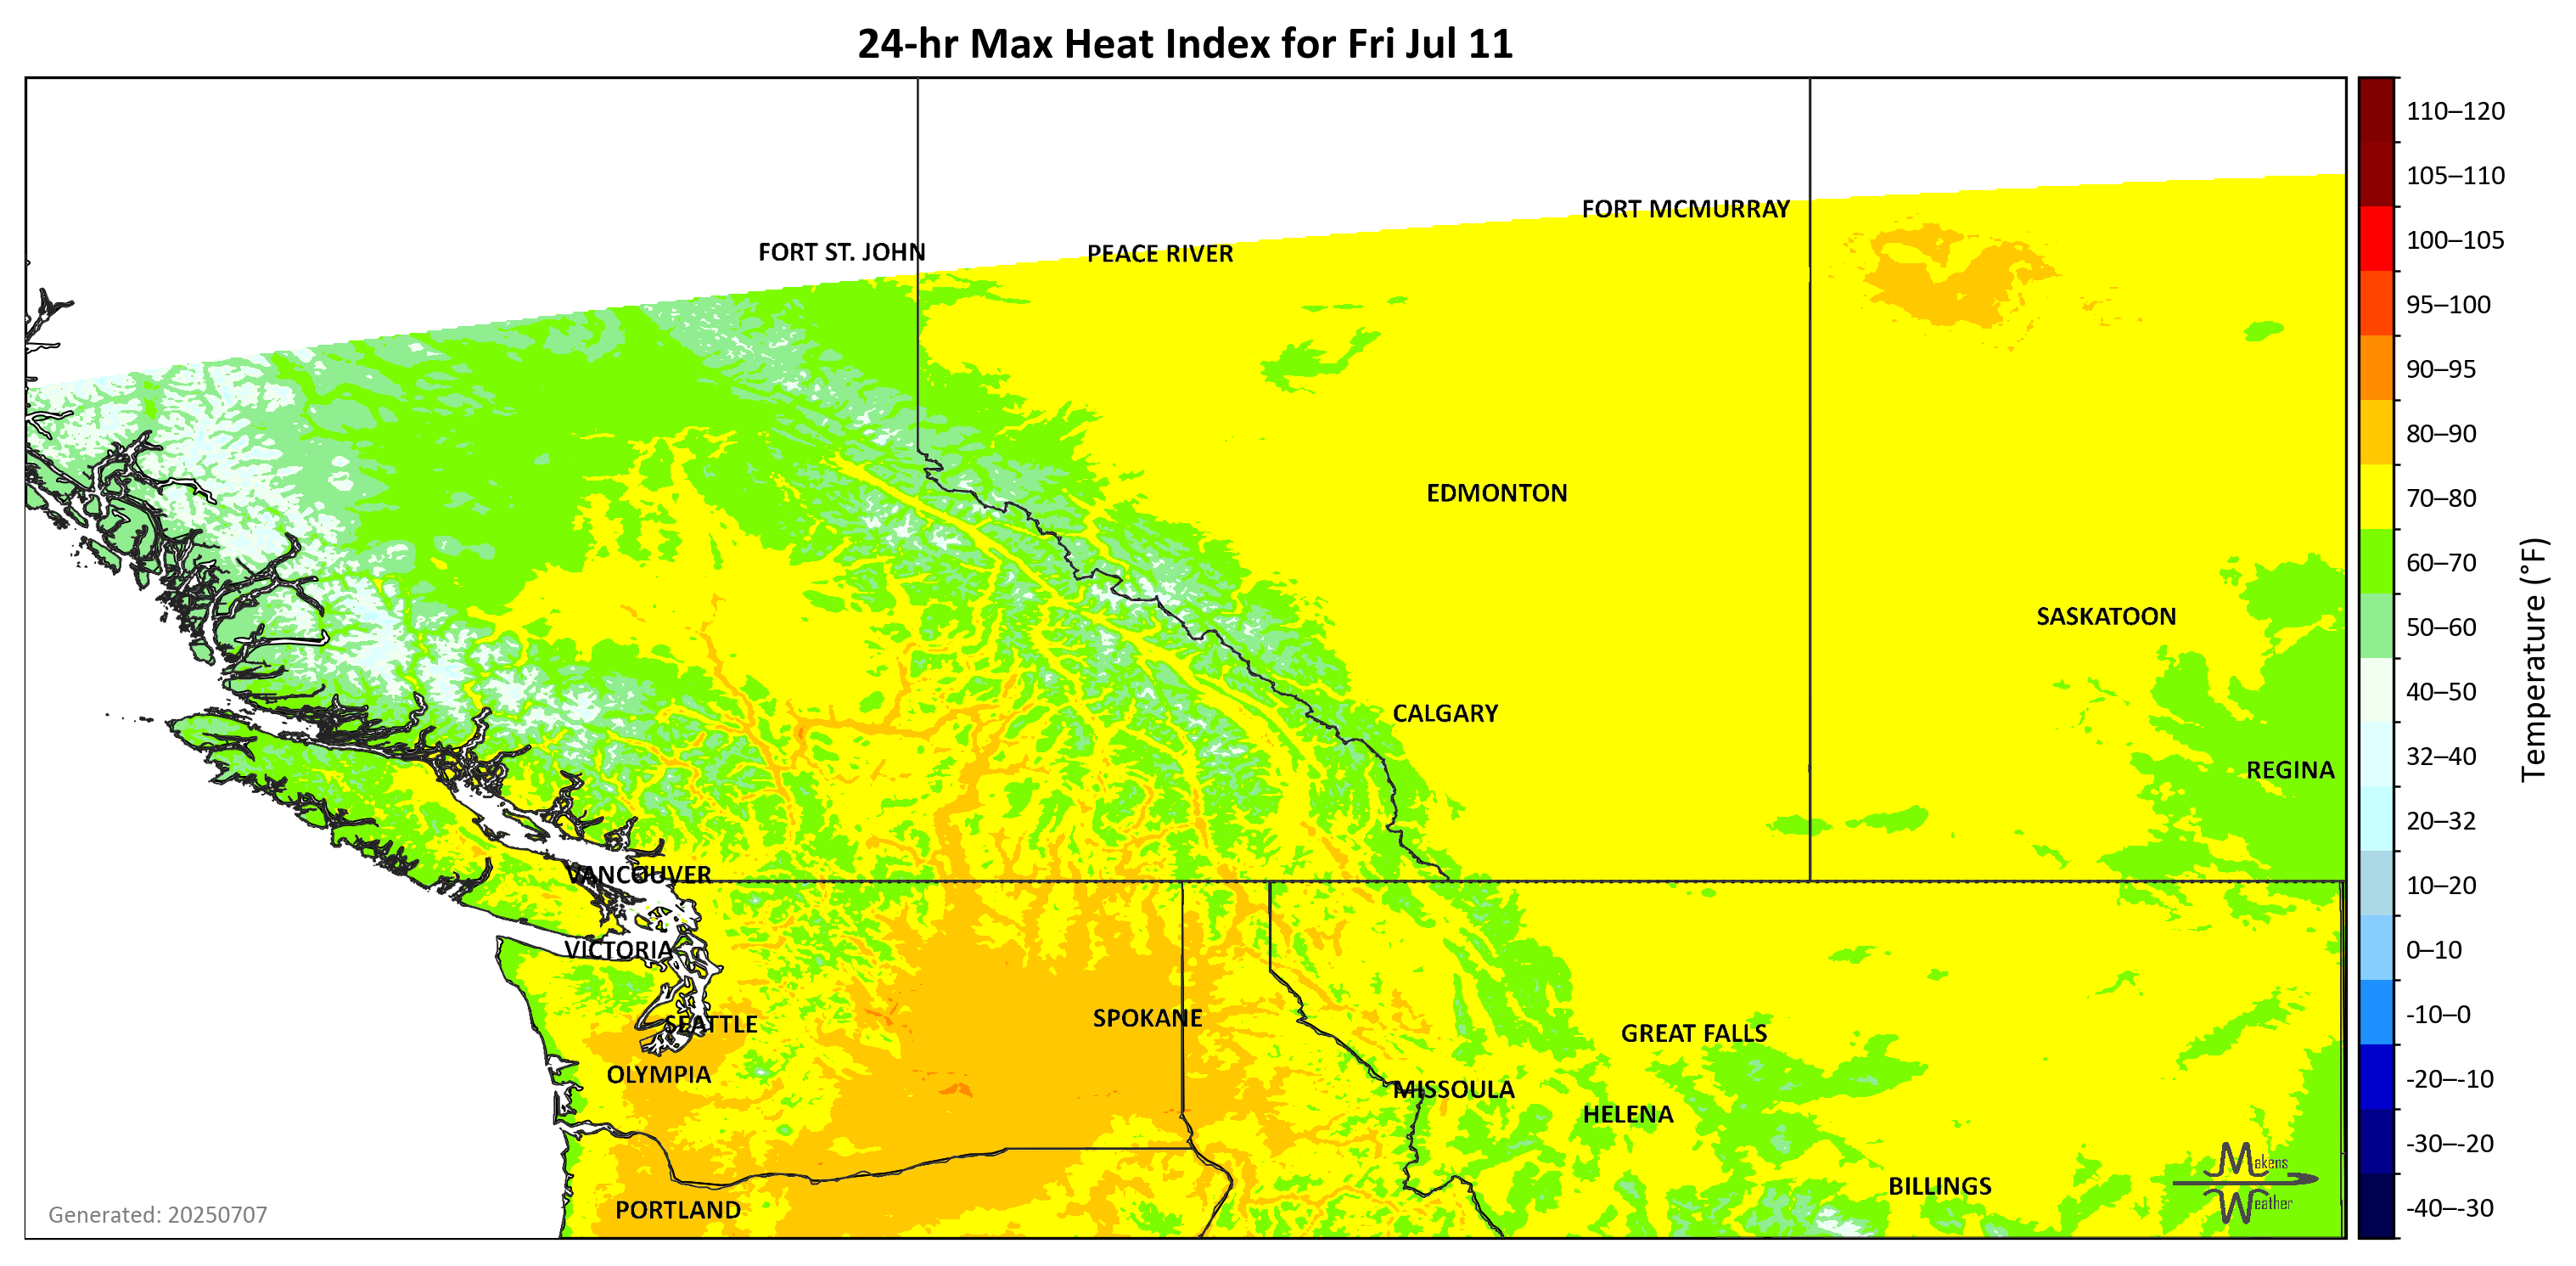 24-hr Max Heat Index for Fri Jul 11
FORT MCMURRAY
FORT ST. JOHN
PEACE RIVER
EDMONTON
SASKATOON
CALGARY
REGINA
VANCOUVER
VICTORIA
SEATTLE
SPOKANE
GREAT FALLS
OLYMPIA
MISSOULA
HELENA
BILLINGS
PORTLAND
Makens
Weather
Generated: 20250707
110–120
105–110
100–105
95–100
90–95
80–90
70–80
60–70
50–60
40–50
32–40
20–32
10–20
0–10
-10–0
-20–-10
-30–-20
-40–-30
Temperature (°F)